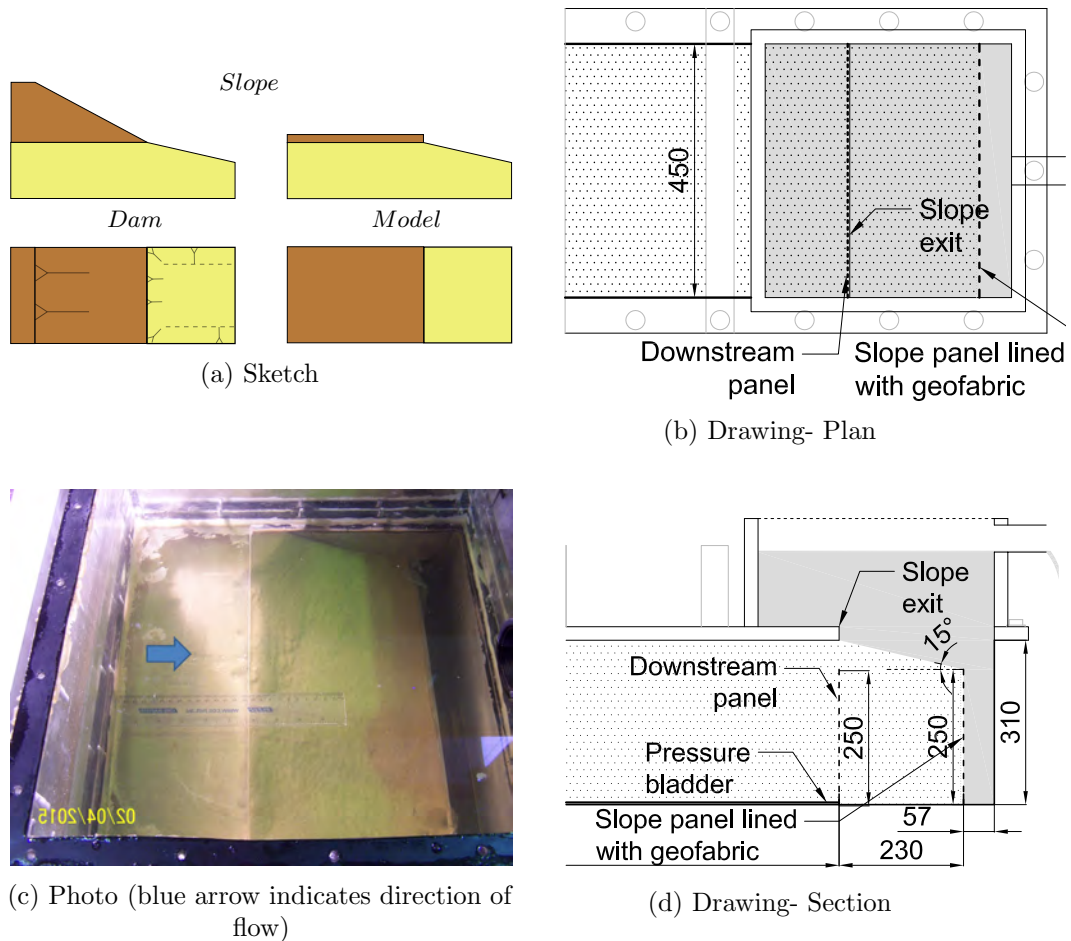 Slope
Dam
Model
(a) Sketch
450
Slope
exit
Downstream
panel
Slope panel lined
with geofabric
(b) Drawing- Plan
02/04/2015
(c) Photo (blue arrow indicates direction of
flow)
Slope
exit
15°
Downstream
panel
250
250
310
Pressure
bladder
57
Slope panel lined
with geofabric
230
(d) Drawing- Section